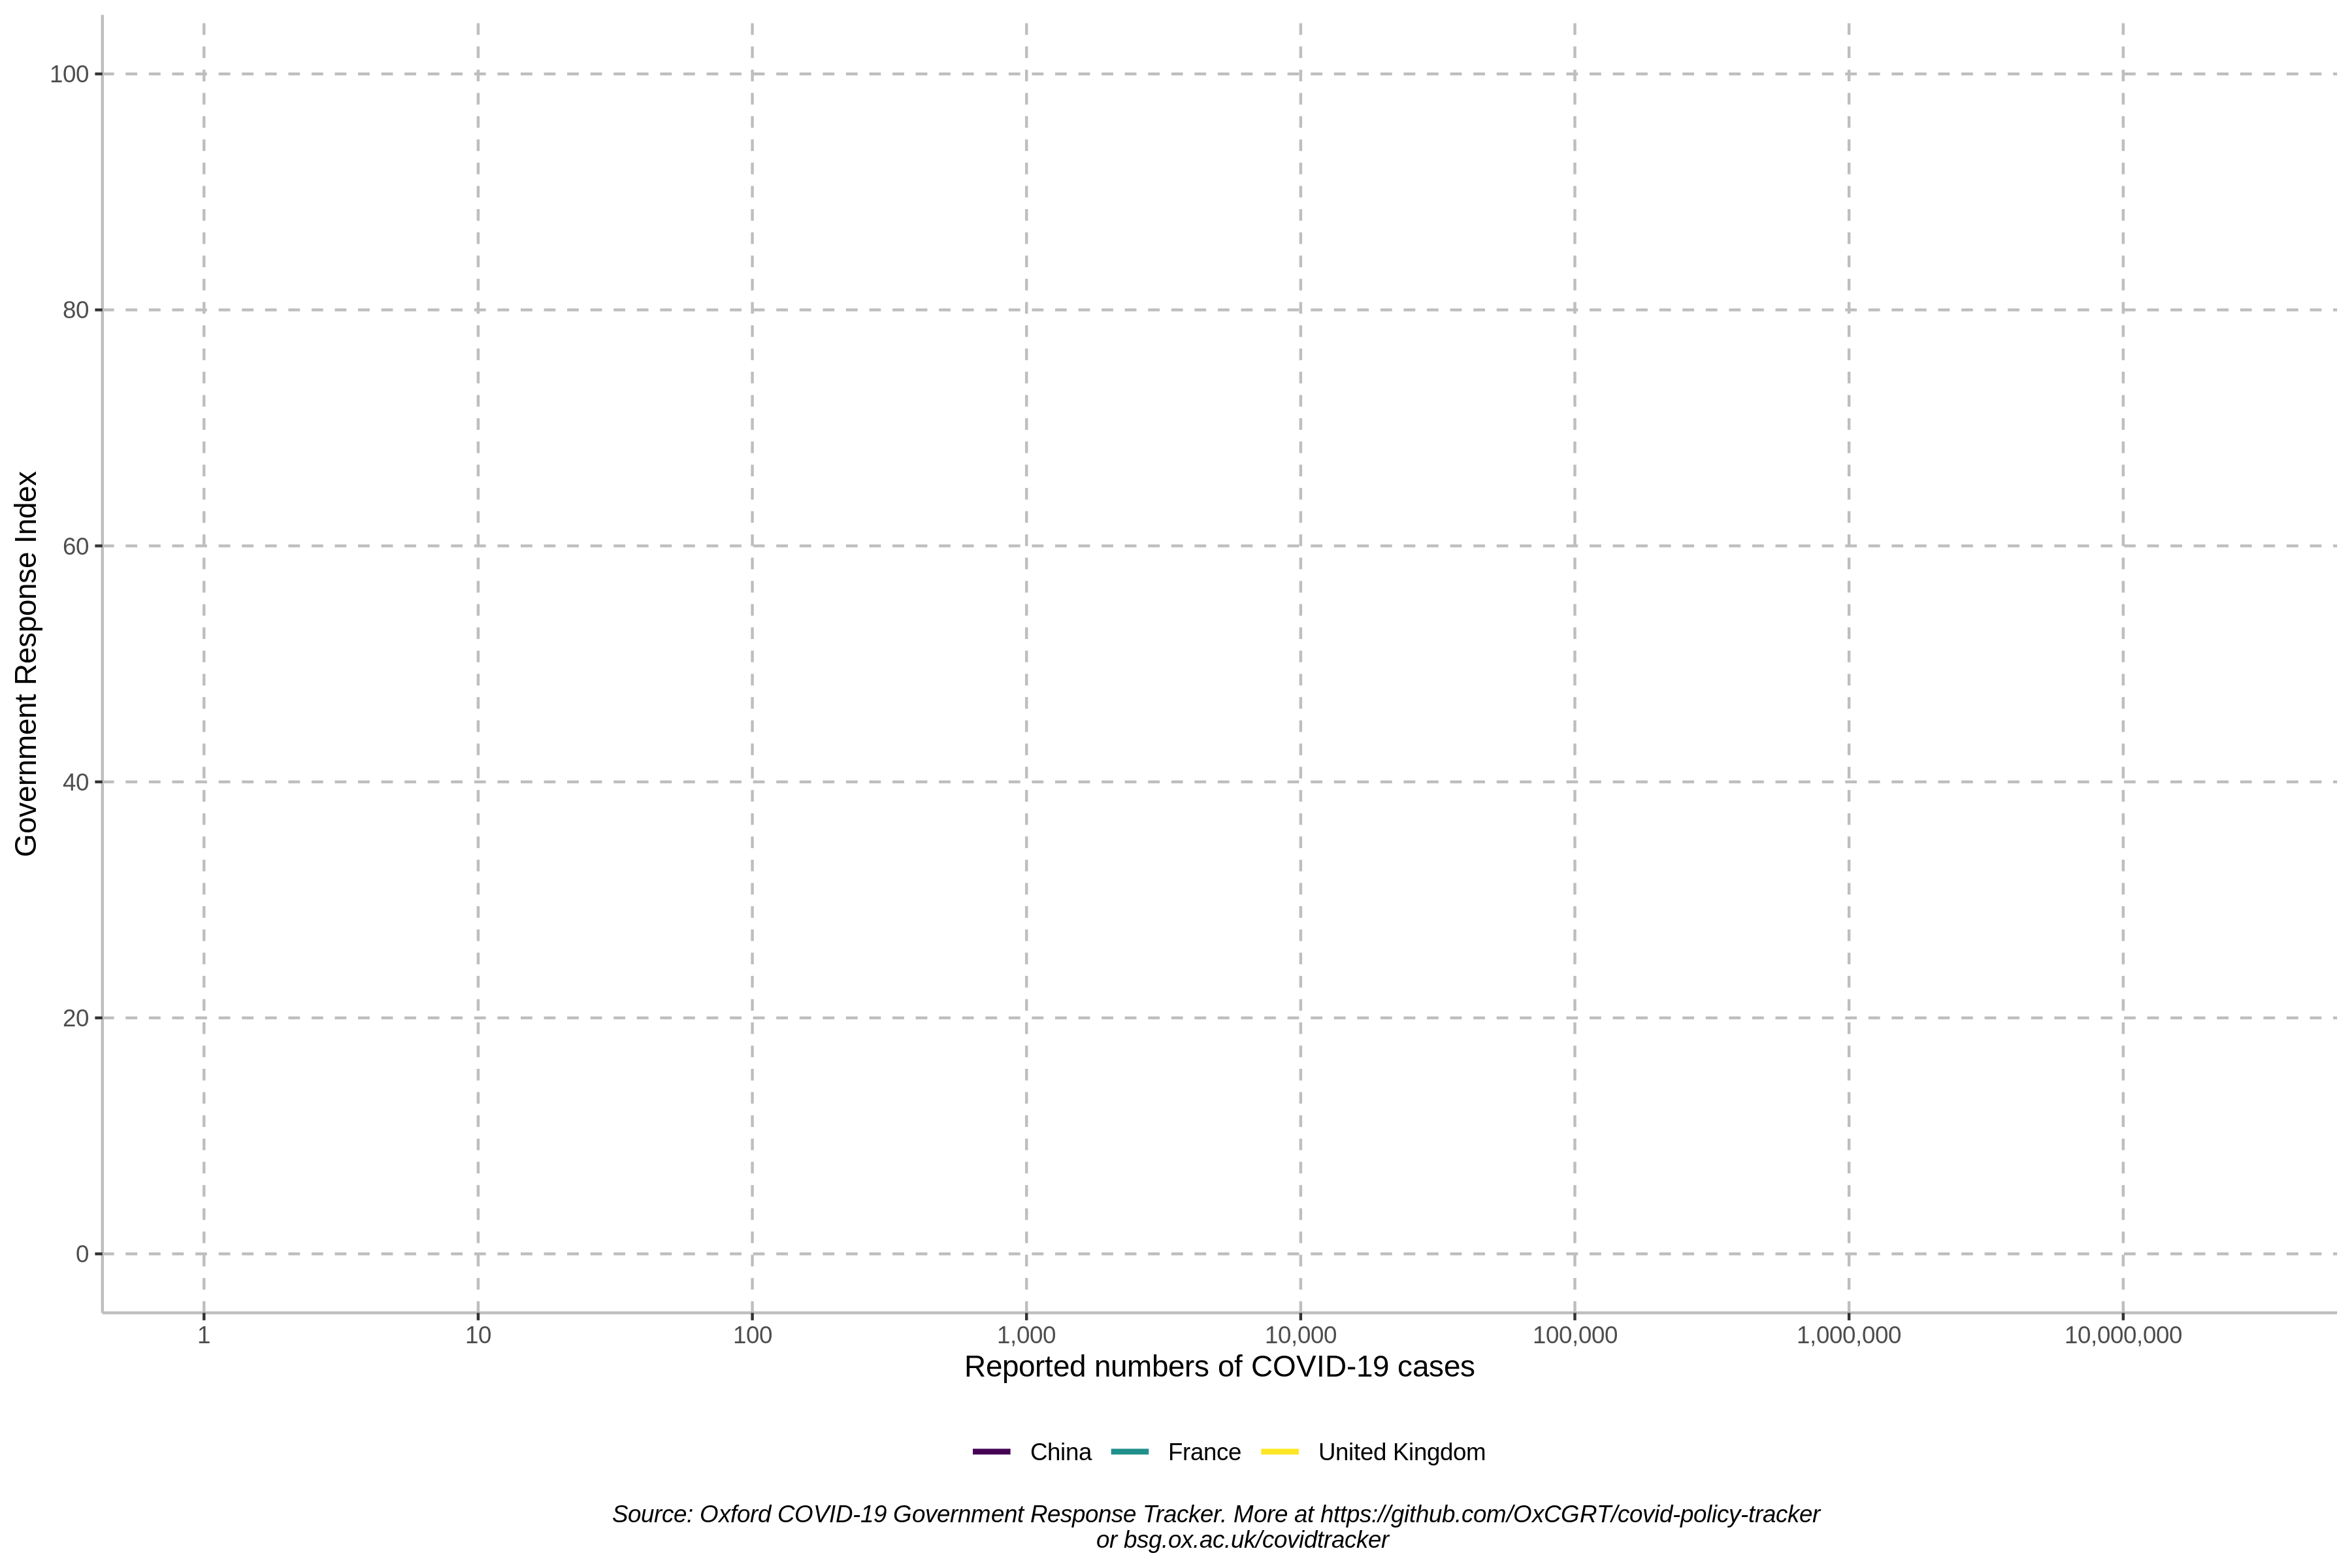 100
80
60
40
20
0
Government Response Index
1 10 100 1,000 10,000 100,000 1,000,000 10,000,000
Reported numbers of COVID-19 cases
China France United Kingdom
Source: Oxford COVID-19 Government Response Tracker. More at https://github.com/OxCGRT/covid-policy-tracker
or bsg.ox.ac.uk/covidtracker